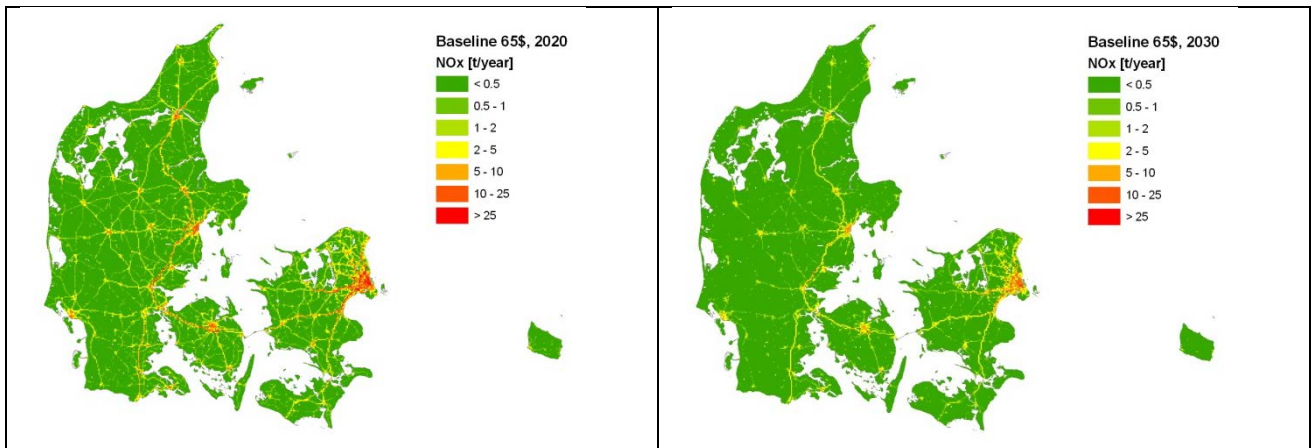 Baseline 65$, 2020
NOx [t/year]
< 0.5
0.5 - 1
1 - 2
2 - 5
5 - 10
10 - 25
> 25
Baseline 65$, 2030
NOx [t/year]
< 0.5
0.5 - 1
1 - 2
2 - 5
5 - 10
10 - 25
> 25